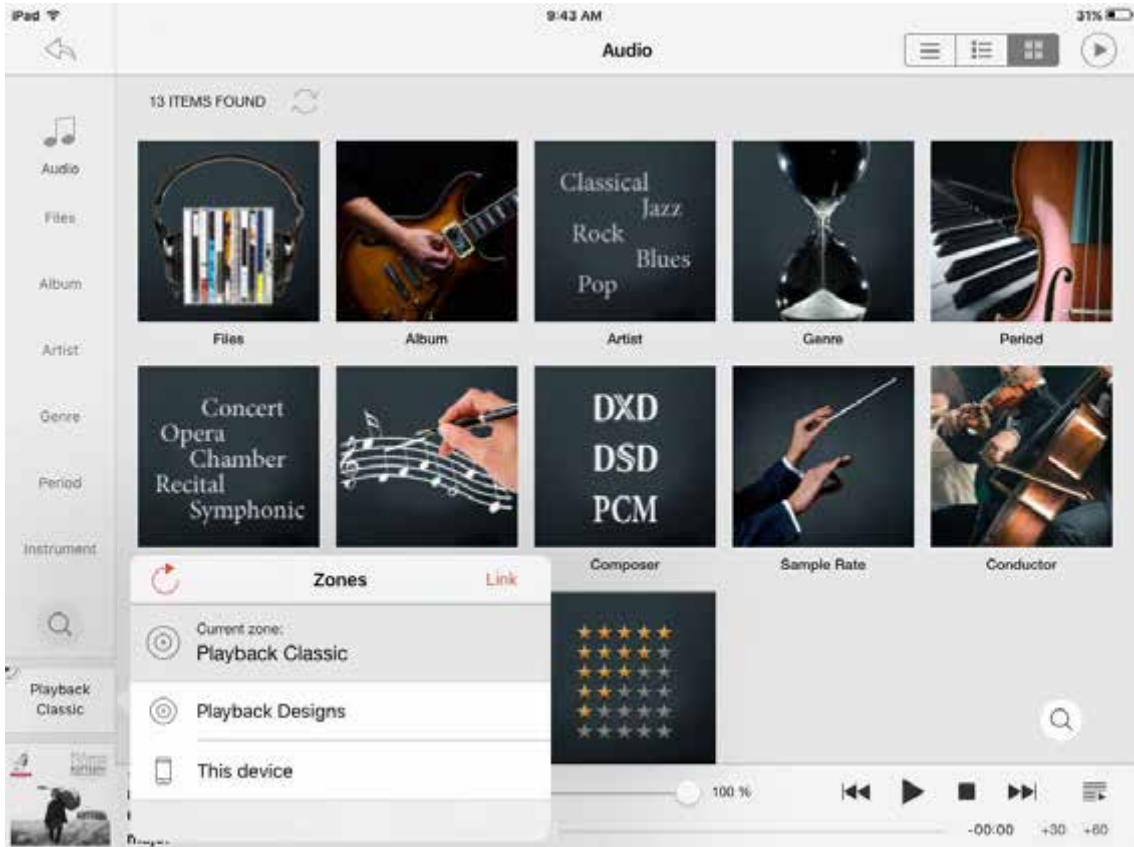 iPad
9:43 AM
31%
Audio
13 ITEMS FOUND
Audio
Files
Album
Artist
Genre
Period
Instrument
Classical
Jazz
Rock
Blues
Pop
Files
Album
Artist
Genre
Period
Concert
Opera
Chamber
Recital
Symphonic
DXD
DSD
PCM
Composer
Sample Rate
Conductor
Zones
Link
Current zone:
Playback Classic
Playback Designs
This device
Playback
Classic
100 %
-00:00
+30
+60